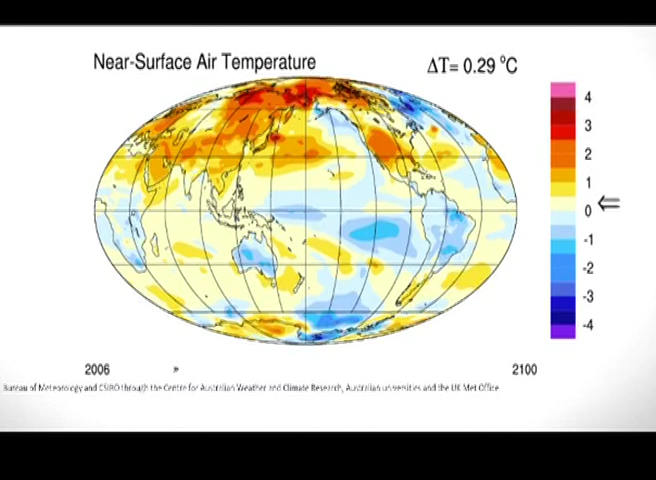 Near-Surface Air Temperature
ΔT= 0.29 °C
4
3
2
1
0
-1
-2
-3
-4
2006 » 2100
Bureau of Meteorology and CSIRO through the Centre for Australian Weather and Climate Research, Australian universities and the UK Met Office